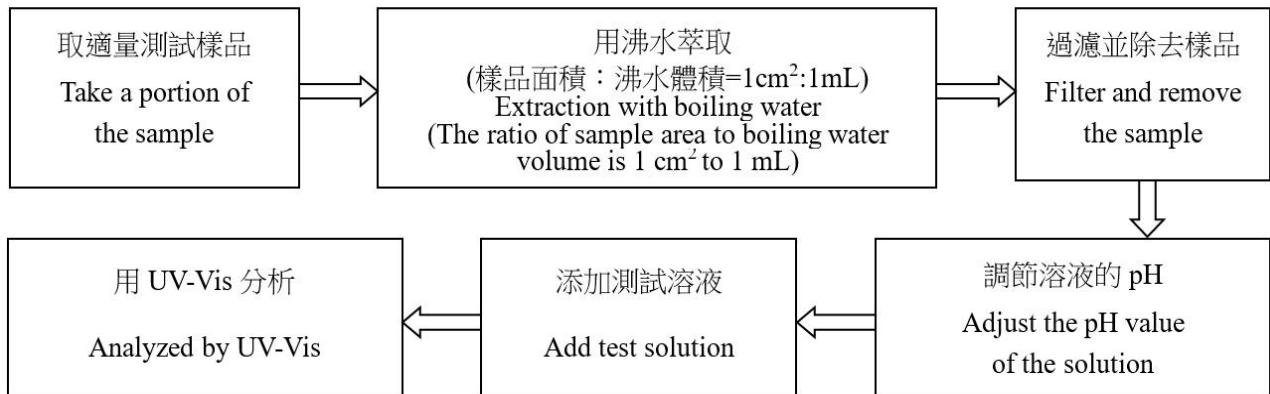 取適量測試樣品
Take a portion of
the sample
用沸水萃取
(樣品面積：沸水體積=1cm²:1mL)
Extraction with boiling water
(The ratio of sample area to boiling water
volume is 1 cm² to 1 mL)
過濾並除去樣品
Filter and remove
the sample
調節溶液的 pH
Adjust the pH value
of the solution
添加測試溶液
Add test solution
用 UV-Vis 分析
Analyzed by UV-Vis